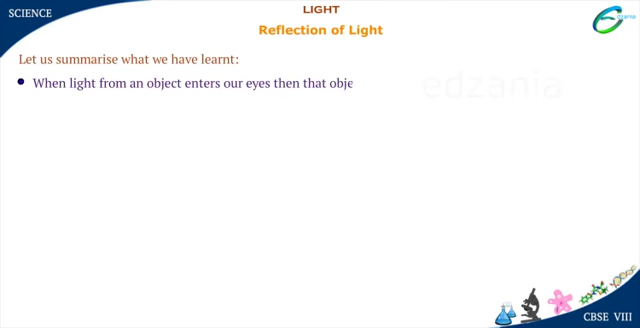 SCIENCE
LIGHT
Reflection of Light
edzania
Let us summarise what we have learnt:
When light from an object enters our eyes then that obje
edzania
CBSE VIII